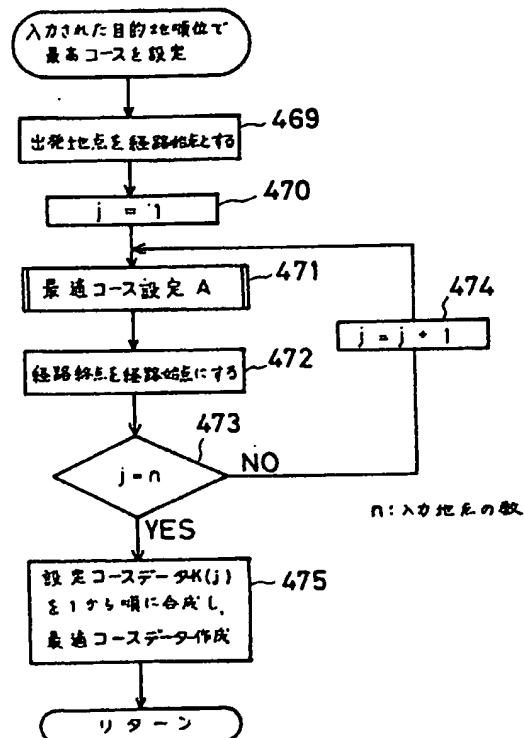 入力された目的地順位で
最高コースを設定
469
出発地点を経路始点とする
470
j = 1
471
最適コース設定 A
474
j = j + 1
472
経路終点を経路始点にする
473
j = n
NO
n:入力地点の数
YES
475
設定コースデータK(j)
を1から順に合成し、
最適コースデーター作成
リターン